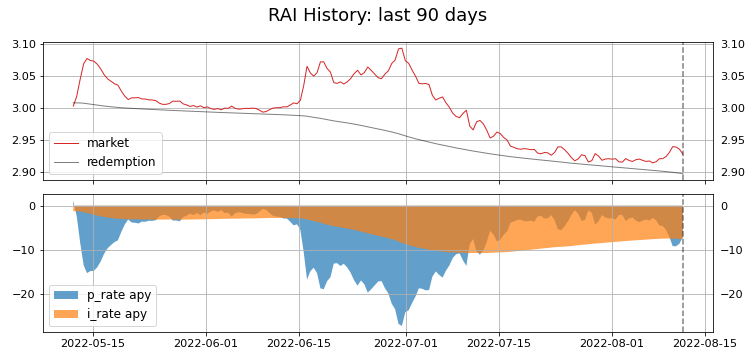 RAI History: last 90 days
3.10 3.10
3.05 3.05
3.00 3.00
2.95 2.95
2.90 2.90
market
redemption
0 0
−10 −10
−20 −20
p_rate apy
i_rate apy
2022-05-15 2022-06-01 2022-06-15 2022-07-01 2022-07-15 2022-08-01 2022-08-15